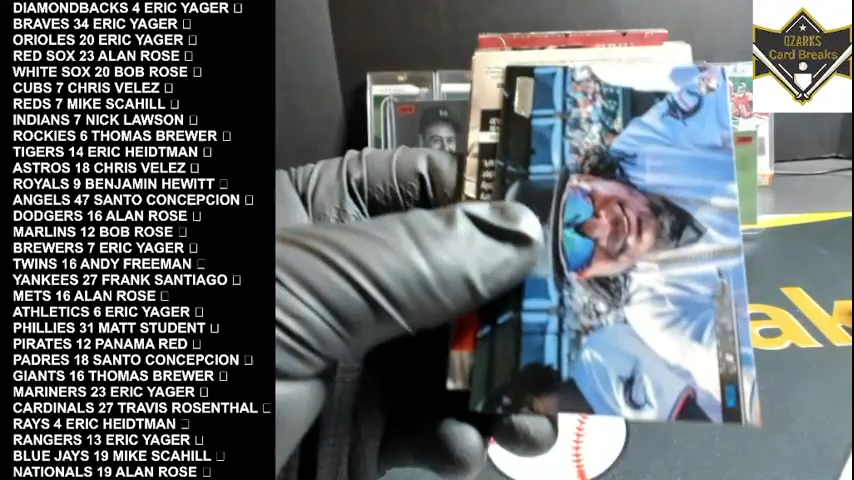 DIAMONDBACKS 4 ERIC YAGER
BRAVES 34 ERIC YAGER
ORIOLES 20 ERIC YAGER
RED SOX 23 ALAN ROSE
WHITE SOX 20 BOB ROSE
CUBS 7 CHRIS VELEZ
REDS 7 MIKE SCAHILL
INDIANS 7 NICK LAWSON
ROCKIES 6 THOMAS BREWER
TIGERS 14 ERIC HEIDTMAN
ASTROS 18 CHRIS VELEZ
ROYALS 9 BENJAMIN HEWITT
ANGELS 47 SANTO CONCEPCION
DODGERS 16 ALAN ROSE
MARLINS 12 BOB ROSE
BREWERS 7 ERIC YAGER
TWINS 16 ANDY FREEMAN
YANKEES 27 FRANK SANTIAGO
METS 16 ALAN ROSE
ATHLETICS 6 ERIC YAGER
PHILLIES 31 MATT STUDENT
PIRATES 12 PANAMA RED
PADRES 18 SANTO CONCEPCION
GIANTS 16 THOMAS BREWER
MARINERS 23 ERIC YAGER
CARDINALS 27 TRAVIS ROSENTHAL
RAYS 4 ERIC HEIDTMAN
RANGERS 13 ERIC YAGER
BLUE JAYS 19 MIKE SCAHILL
NATIONALS 19 ALAN ROSE
OZARKS
Card Breaks
eak